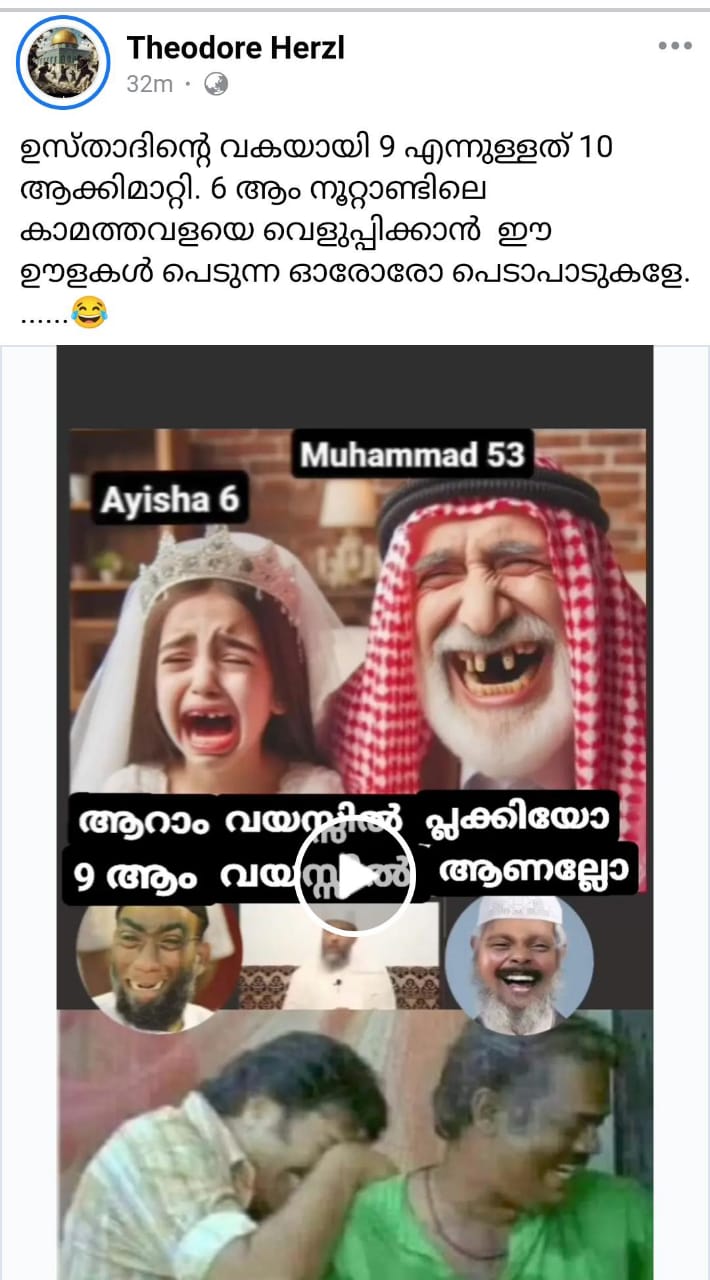 Theodore Herzl
32m ·
ഉസ്താദിന്റെ വകയായി 9 എന്നുള്ളത് 10
ആക്കിമാറ്റി. 6 ആം നൂറ്റാണ്ടിലെ
കാമത്തവളയെ വെളുപ്പിക്കാൻ ഈ
ഊളകൾ പെടുന്ന ഓരോരോ പെടാപാടുകളേ.
......😂
Muhammad 53
Ayisha 6
ആറാം വയസ്സിൽ പ്ലക്കിയോ
9 ആം വയസ്സിൽ ആണല്ലോ